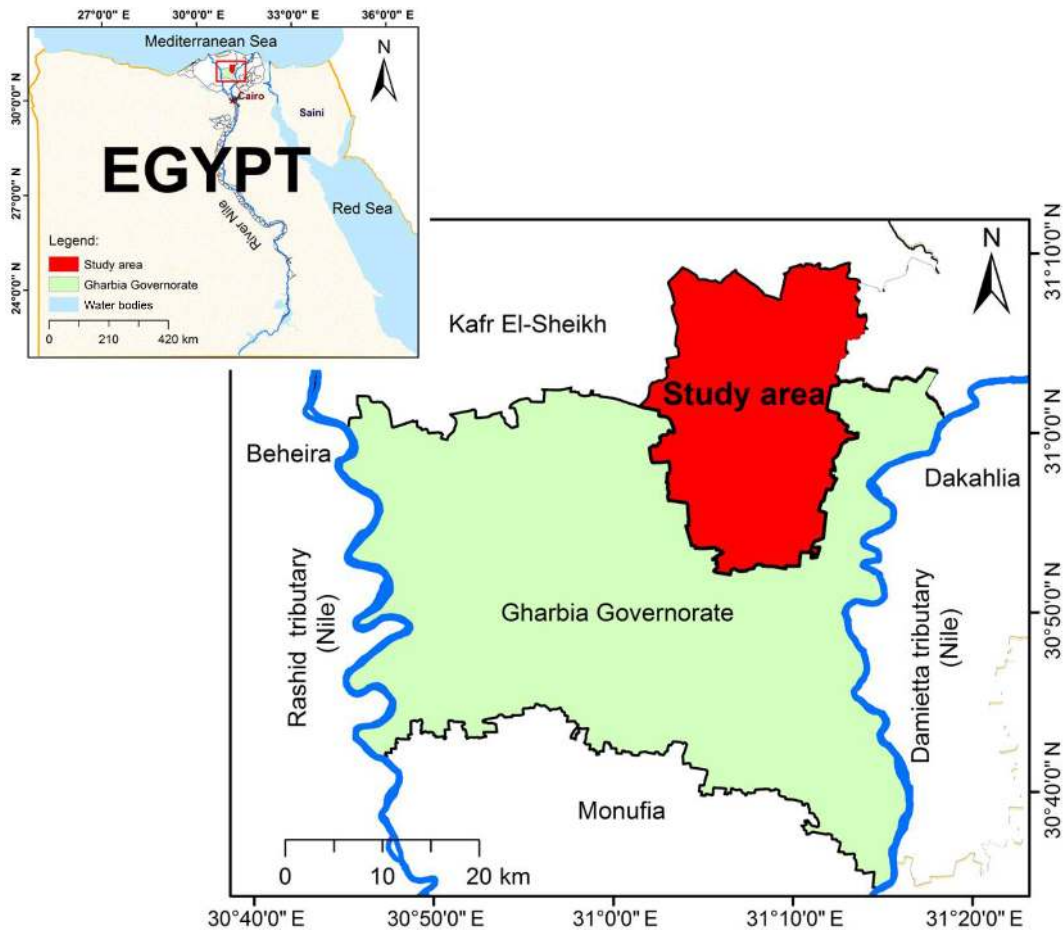 27°0'0" E 30°0'0" E 33°0'0" E 36°0'0" E
Mediterranean Sea
N
30°0'0" N
Cairo
Saini
EGYPT
27°0'0" N
River Nile
Red Sea
24°0'0" N
Legend:
Study area
Gharbia Governorate
Water bodies
0 210 420 km
N
31°10'0" N
Kafr El-Sheikh
Study area
31°0'0" N
Beheira
Dakahlia
Rashid tributary
(Nile)
Gharbia Governorate
Damietta tributary
(Nile)
30°50'0" N
30°40'0" N
Monufia
0 10 20 km
30°40'0" E 30°50'0" E 31°0'0" E 31°10'0" E 31°20'0" E